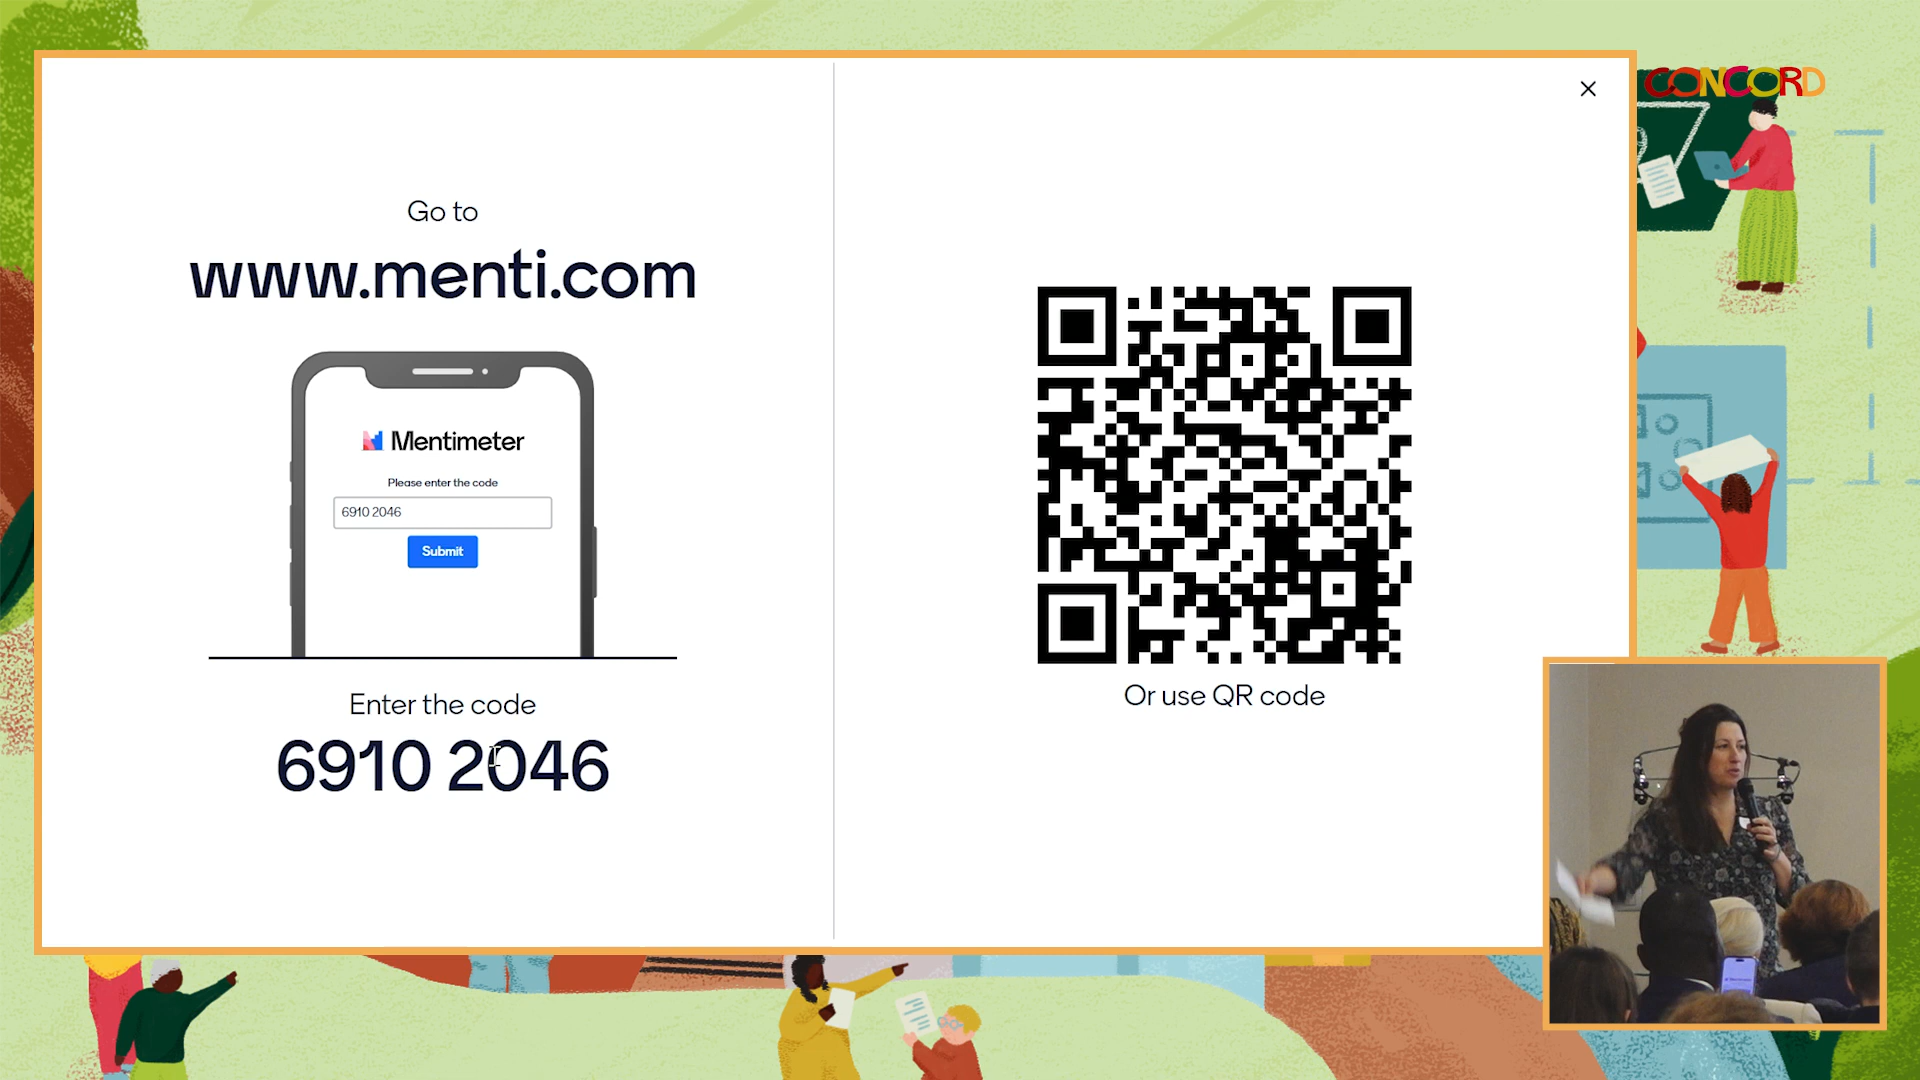 CONCORD
Go to
www.menti.com
Mentimeter
Please enter the code
6910 2046
Submit
Enter the code
6910 2046
Or use QR code